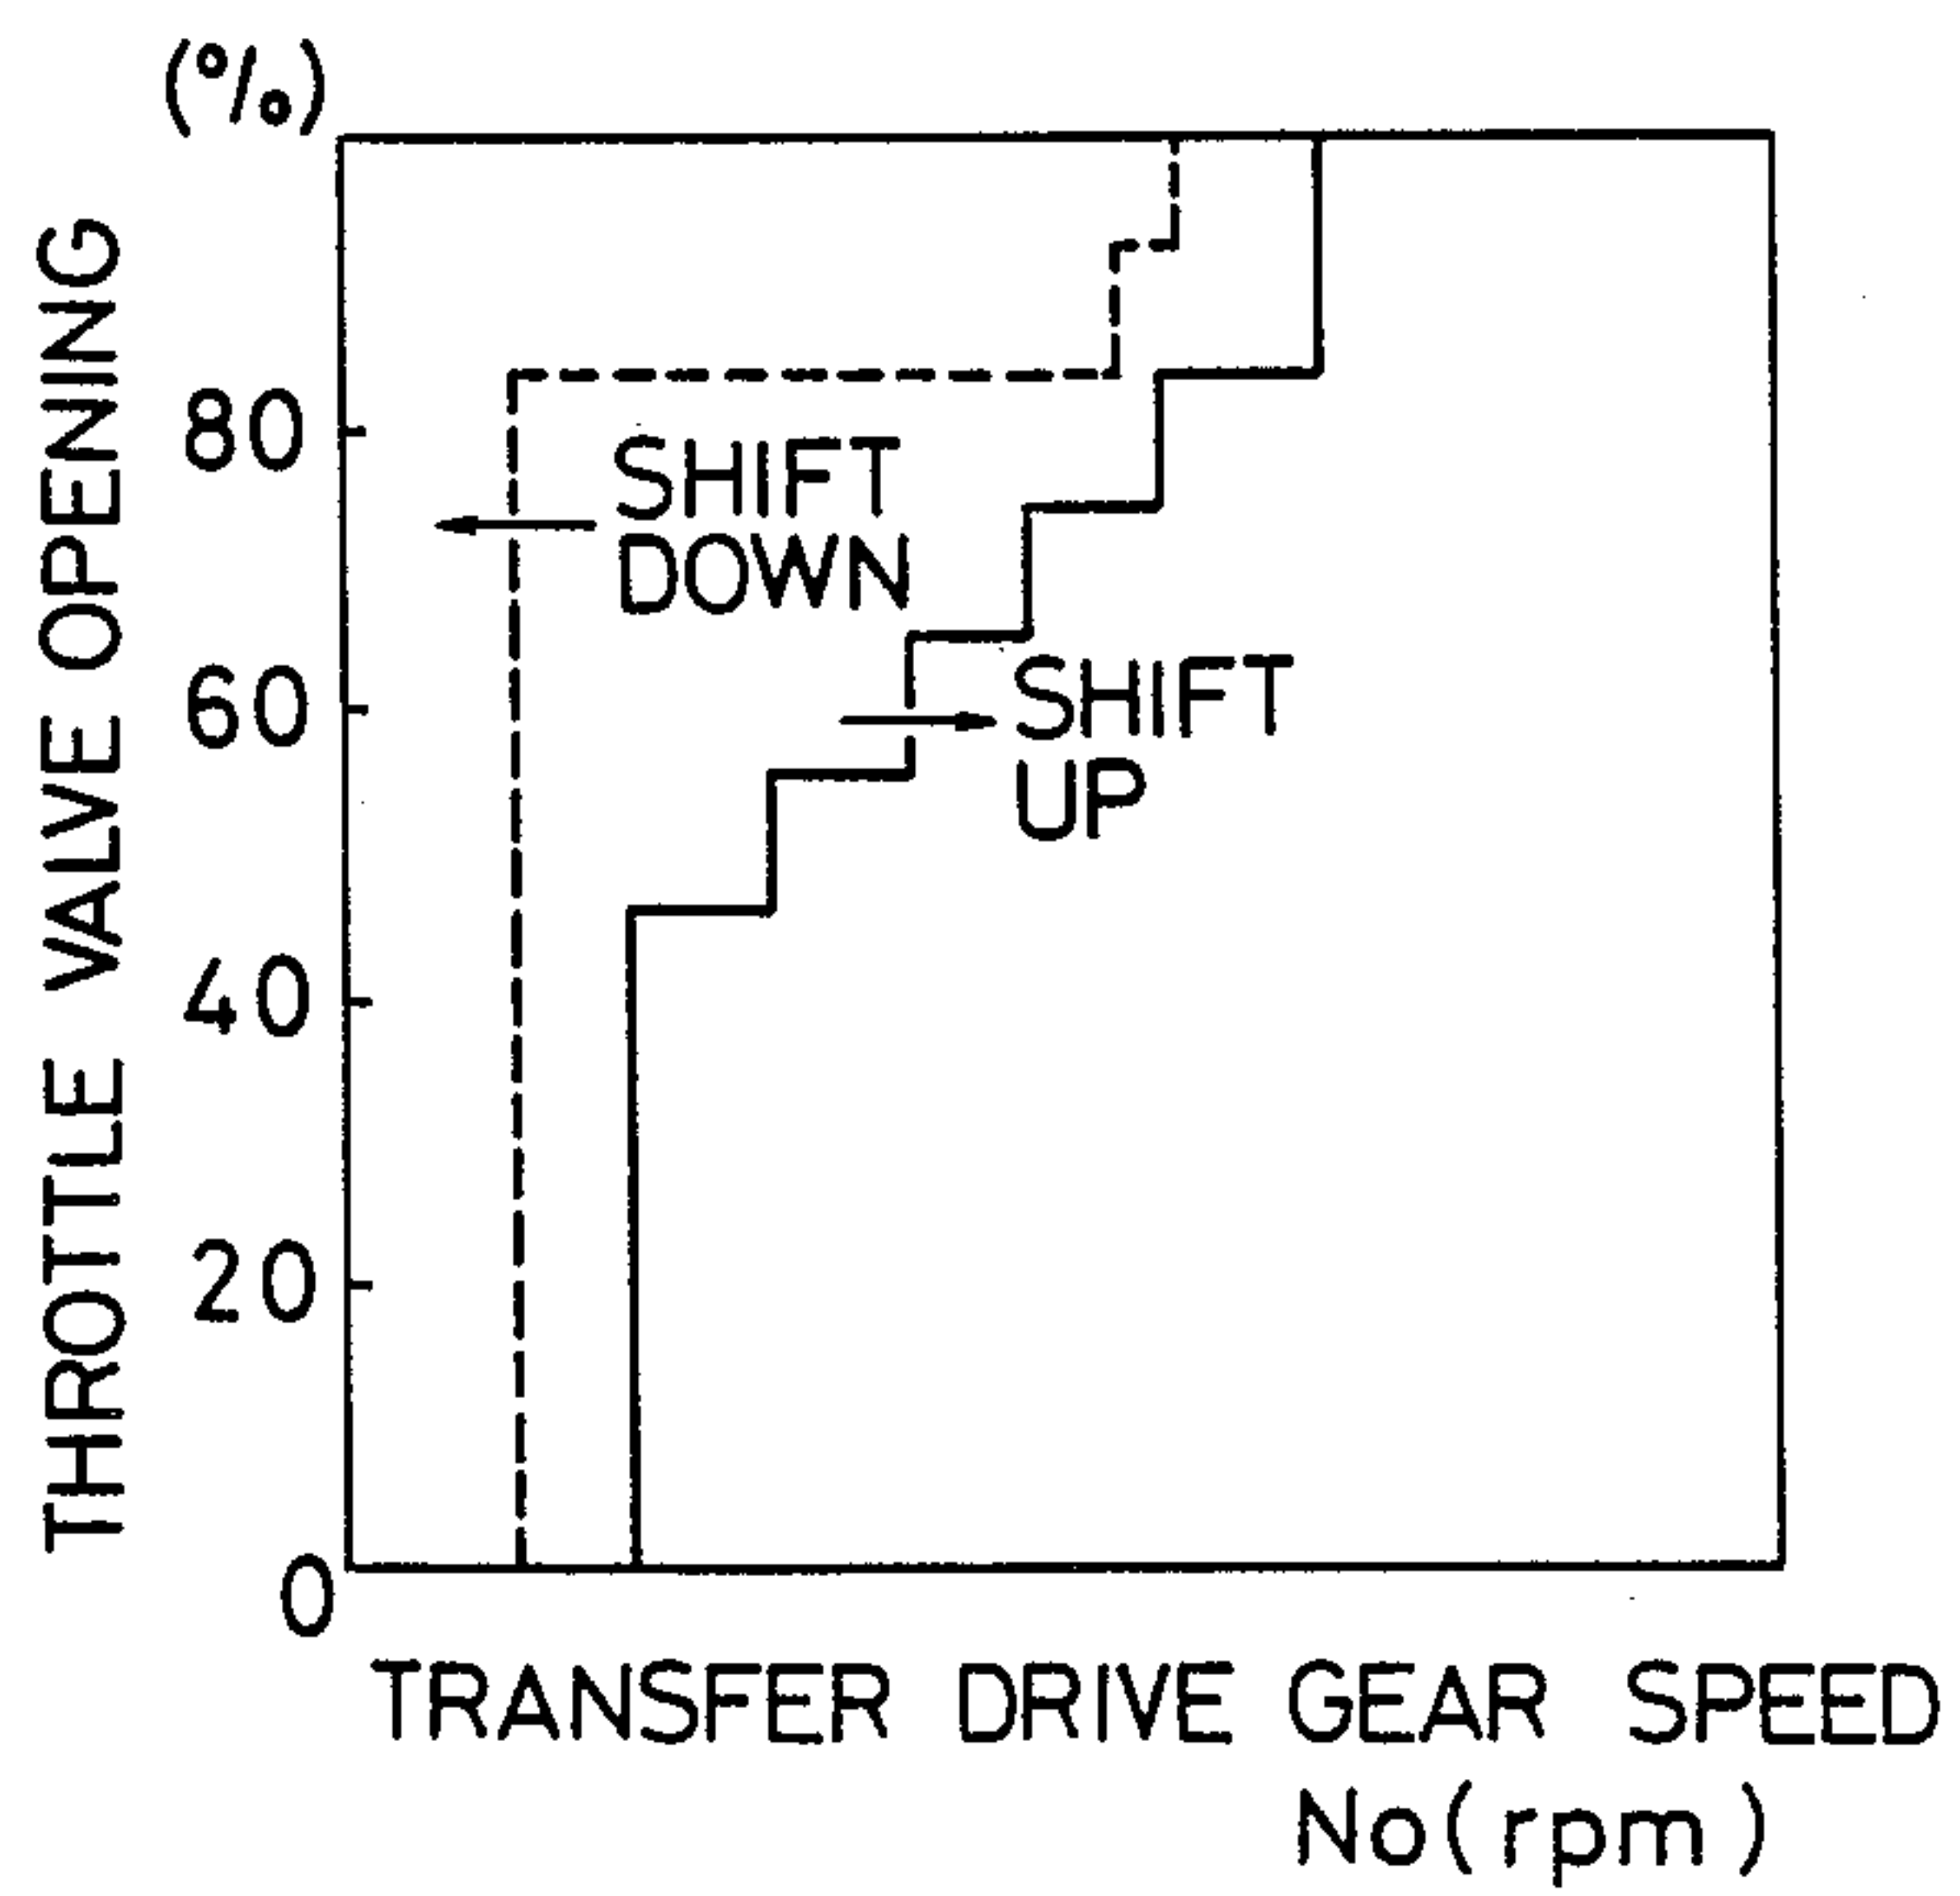 (%)
THROTTLE VALVE OPENING
80
60
40
20
0
SHIFT
DOWN
SHIFT
UP
TRANSFER DRIVE GEAR SPEED
No(rpm)